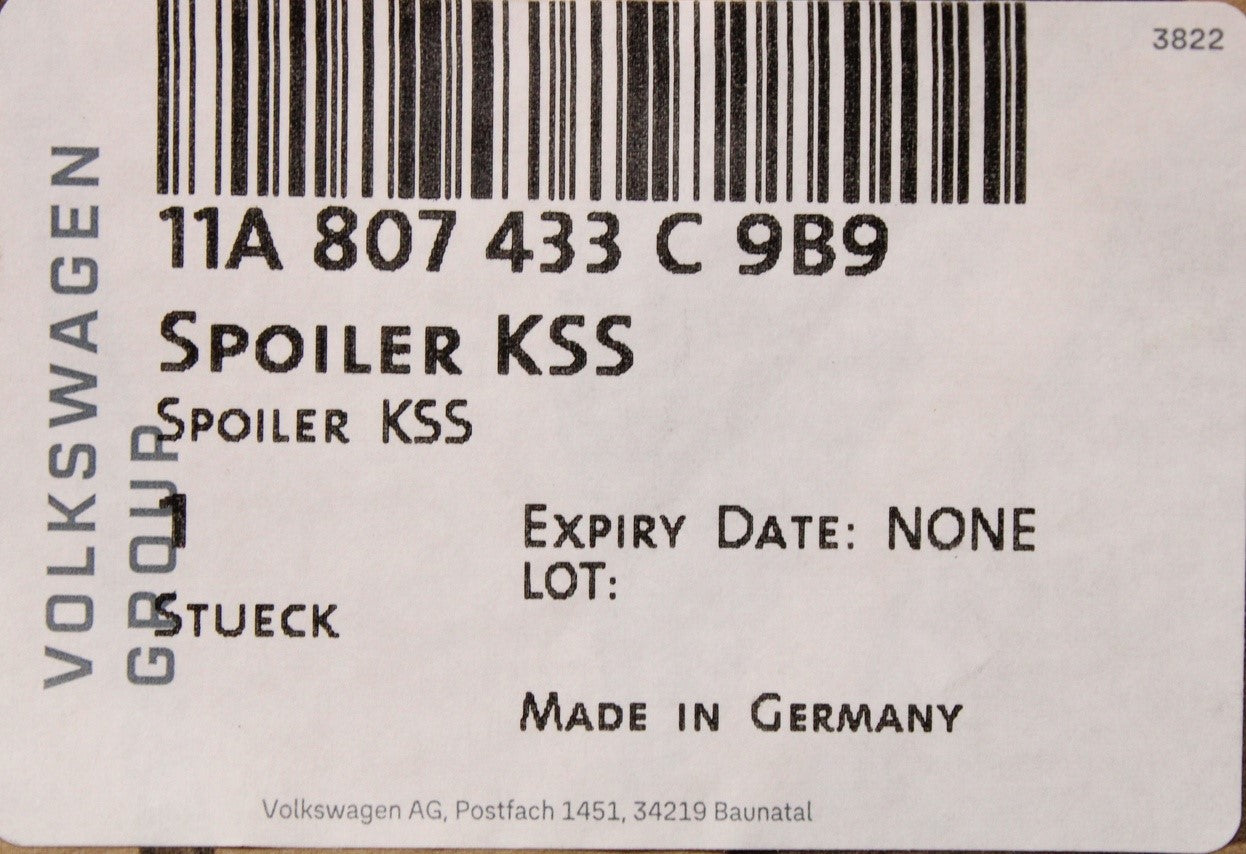 3822
11A 807 433 C 9B9
SPOILER KSS
SPOILER KSS
1
EXPIRY DATE: NONE
LOT:
STUECK
MADE IN GERMANY
VOLKSWAGEN
GROUP
Volkswagen AG, Postfach 1451, 34219 Baunatal